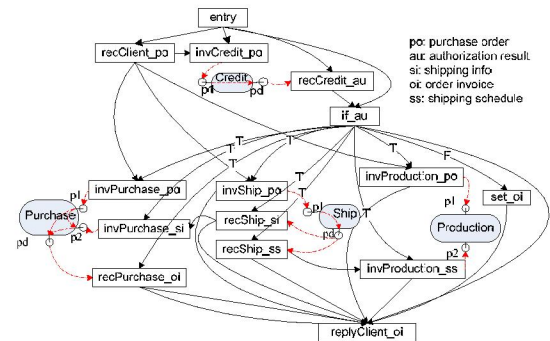 entry
recClient_po
invCredit_po
Credit
p1
pd
recCredit_au
po: purchase order
au: authorization result
si: shipping info
oi: order invoice
ss: shipping schedule
if_au
T
T
T
T
T
T
F
T
invPurchase_po
invShip_po
invProduction_po
set_oi
p1
Purchase
p2
pd
invPurchase_si
recShip_si
recShip_ss
p1
Ship
pd
p1
Production
p2
recPurchase_oi
invProduction_ss
replyClient_oi